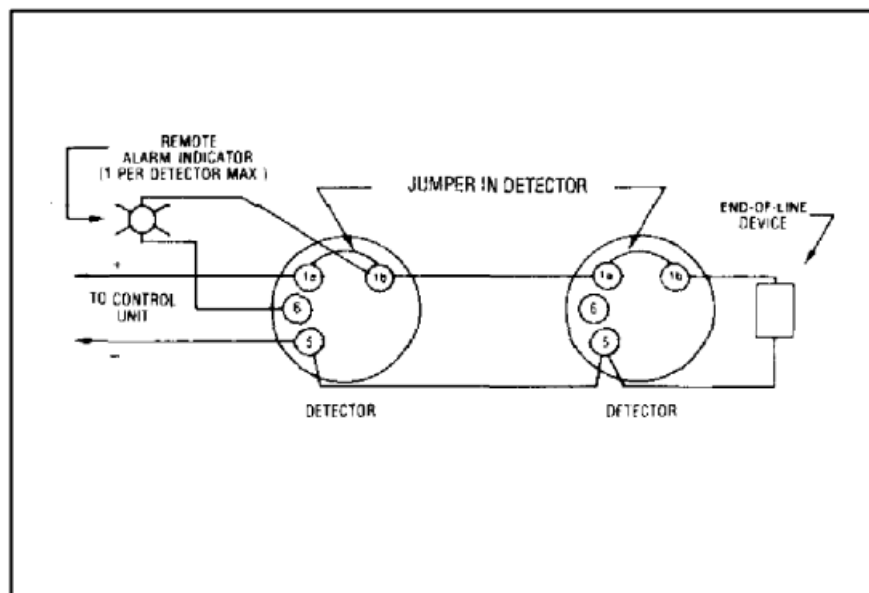 REMOTE
ALARM INDICATOR
(1 PER DETECTOR MAX.)
JUMPER IN DETECTOR
END-OF-LINE
DEVICE
+
1a
1b
1a
1b
TO CONTROL
UNIT
6
6
5
5
–
DETECTOR
DETECTOR